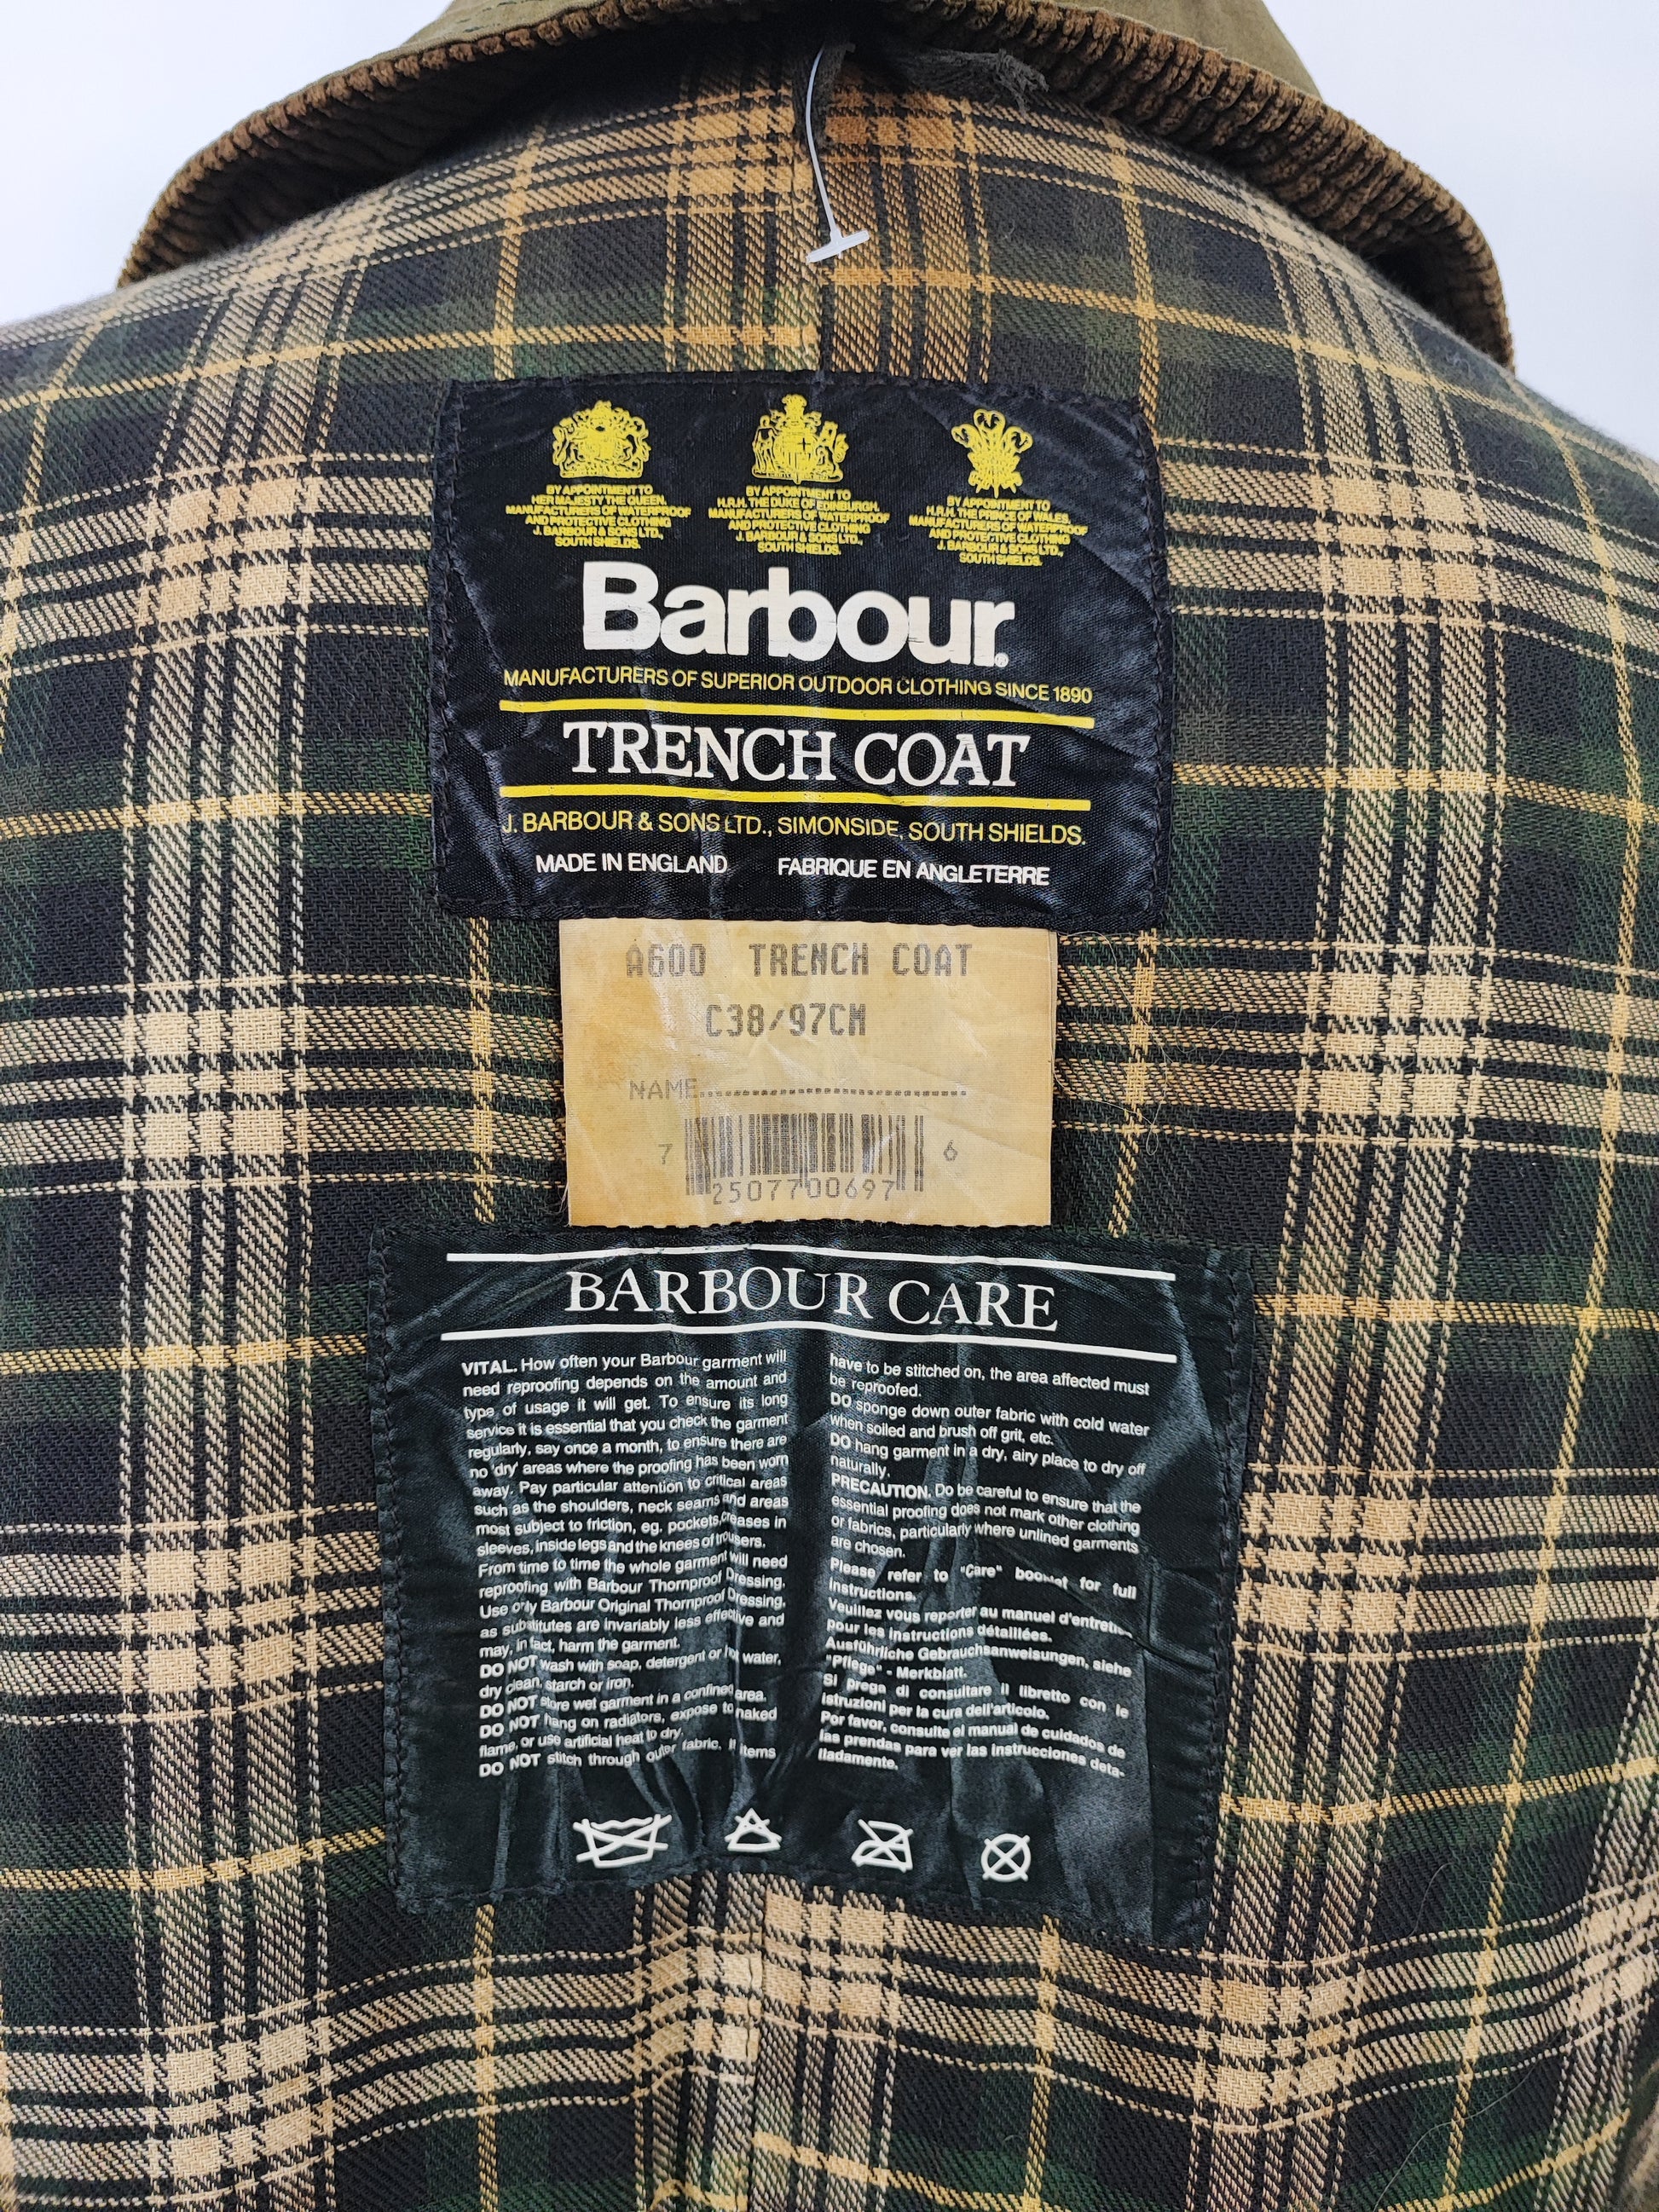 BY APPOINTMENT TO
HER MAJESTY THE QUEEN.
MANUFACTURERS OF WATERPROOF
AND PROTECTIVE CLOTHING
J. BARBOUR & SONS LTD.,
SOUTH SHIELDS.
BY APPOINTMENT TO
H.R.H. THE DUKE OF EDINBURGH.
MANUFACTURERS OF WATERPROOF
AND PROTECTIVE CLOTHING
J. BARBOUR & SONS LTD.,
SOUTH SHIELDS.
BY APPOINTMENT TO
H.R.H. THE PRINCE OF WALES.
MANUFACTURERS OF WATERPROOF
AND PROTECTIVE CLOTHING
J. BARBOUR & SONS LTD.,
SOUTH SHIELDS.
Barbour®
MANUFACTURERS OF SUPERIOR OUTDOOR CLOTHING SINCE 1890
TRENCH COAT
J. BARBOUR & SONS LTD., SIMONSIDE, SOUTH SHIELDS.
MADE IN ENGLAND FABRIQUE EN ANGLETERRE
A600 TRENCH COAT
C38/97CM
NAME..............................
7 2507700697 6
BARBOUR CARE
VITAL. How often your Barbour garment will
need reproofing depends on the amount and
type of usage it will get. To ensure its long
service it is essential that you check the garment
regularly, say once a month, to ensure there are
no 'dry' areas where the proofing has been worn
away. Pay particular attention to critical areas
such as the shoulders, neck seams and areas
most subject to friction, eg. pockets, creases in
sleeves, inside legs and the knees of trousers.
From time to time the whole garment will need
reproofing with Barbour Thornproof Dressing.
Use only Barbour Original Thornproof Dressing,
as substitutes are invariably less effective and
may, in fact, harm the garment.
DO NOT wash with soap, detergent or hot water,
dry clean, starch or iron.
DO NOT store wet garment in a confined area.
DO NOT hang on radiators, expose to naked
flame, or use artificial heat to dry.
DO NOT stitch through outer fabric. If items
have to be stitched on, the area affected must
be reproofed.
DO sponge down outer fabric with cold water
when soiled and brush off grit, etc.
DO hang garment in a dry, airy place to dry off
naturally.
PRECAUTION. Do be careful to ensure that the
essential proofing does not mark other clothing
or fabrics, particularly where unlined garments
are chosen.
Please refer to "Care" booklet for full
instructions.
Veuillez vous reporter au manuel d'entretien
pour les instructions détaillées.
Ausführliche Gebrauchsanweisungen, siehe
"Pflege" - Merkblatt.
Si prega di consultare il libretto con le
istruzioni per la cura dell'articolo.
Por favor, consulte el manual de cuidados de
las prendas para ver las instrucciones deta-
lladamente.